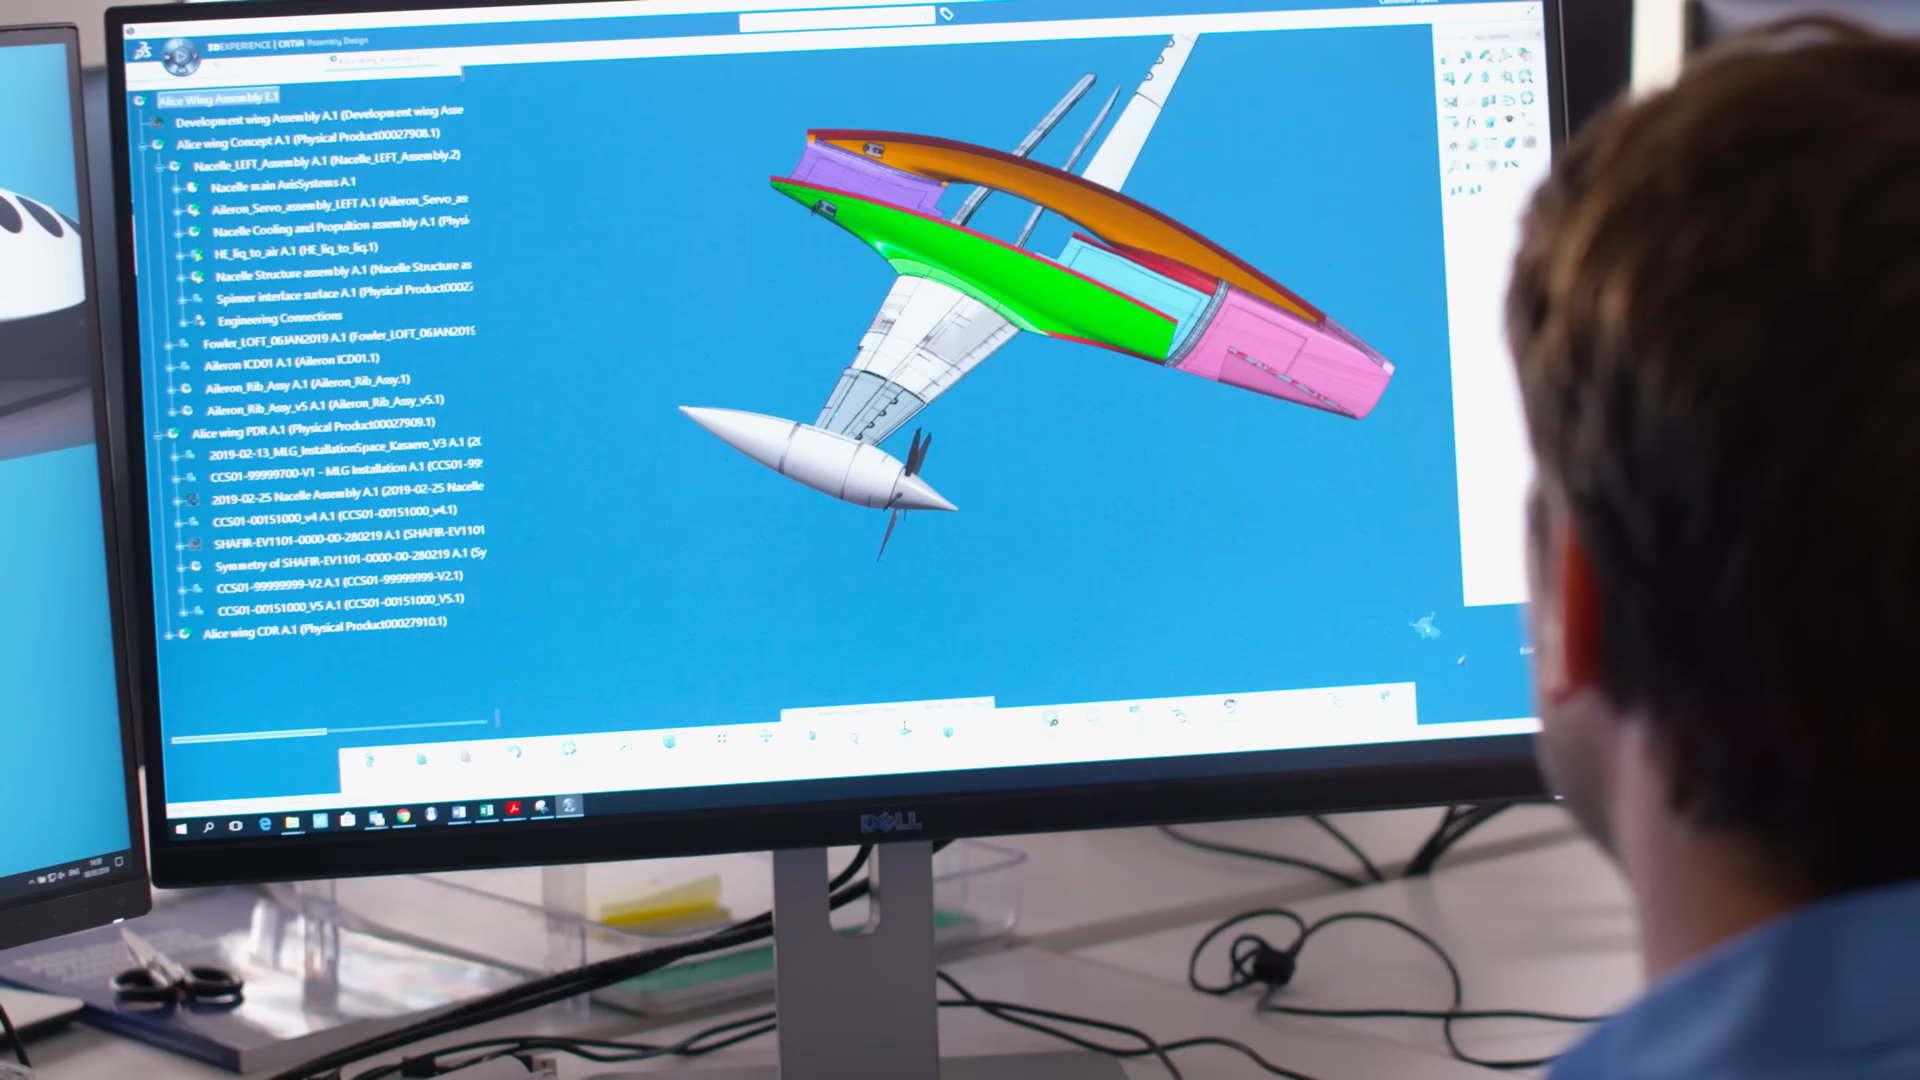 3DEXPERIENCE | CATIA Assembly Design
Alice Wing Assembly E.1
Development wing Assembly A.1 (Development wing Asse
Alice wing Concept A.1 (Physical Product00027908.1)
Nacelle_LEFT_Assembly A.1 (Nacelle_LEFT_Assembly.2)
Nacelle main AxisSystems A.1
Aileron_Servo_assembly_LEFT A.1 (Aileron_Servo_as
Nacelle Cooling and Propultion assembly A.1 (Physi
HE_liq_to_air A.1 (HE_liq_to_liq.1)
Nacelle Structure assembly A.1 (Nacelle Structure as
Spinner interface surface A.1 (Physical Product0002
Engineering Connections
Fowler_LOFT_06JAN2019 A.1 (Fowler_LOFT_06JAN2019
Aileron ICD01 A.1 (Aileron ICD01.1)
Aileron_Rib_Assy A.1 (Aileron_Rib_Assy.1)
Aileron_Rib_Assy_v5 A.1 (Aileron_Rib_Assy_v5.1)
Alice wing PDR A.1 (Physical Product00027909.1)
2019-02-13_MLG_InstallationSpace_Kasaero_V3 A.1 (20
CCS01-99999700-V1 - MLG Installation A.1 (CCS01-99
2019-02-25 Nacelle Assembly A.1 (2019-02-25 Nacelle
CCS01-00151000_v4 A.1 (CCS01-00151000_v4.1)
SHAFIR-EV1101-0000-00-280219 A.1 (SHAFIR-EV1101
Symmetry of SHAFIR-EV1101-0000-00-280219 A.1 (Sy
CCS01-99999999-V2 A.1 (CCS01-99999999-V2.1)
CCS01-00151000_V5 A.1 (CCS01-00151000_V5.1)
Alice wing CDR A.1 (Physical Product00027910.1)
DELL